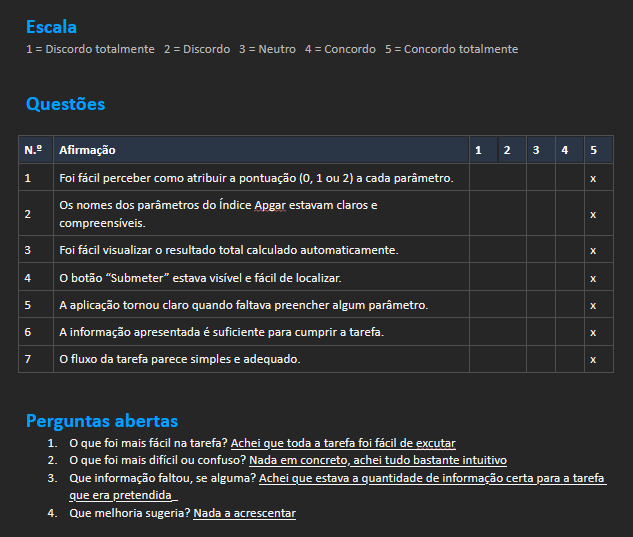 Escala
1 = Discordo totalmente 2 = Discordo 3 = Neutro 4 = Concordo 5 = Concordo totalmente
Questões
N.º Afirmação 1 2 3 4 5
1 Foi fácil perceber como atribuir a pontuação (0, 1 ou 2) a cada parâmetro. x
2 Os nomes dos parâmetros do Índice Apgar estavam claros e
compreensíveis. x
3 Foi fácil visualizar o resultado total calculado automaticamente. x
4 O botão “Submeter” estava visível e fácil de localizar. x
5 A aplicação tornou claro quando faltava preencher algum parâmetro. x
6 A informação apresentada é suficiente para cumprir a tarefa. x
7 O fluxo da tarefa parece simples e adequado. x
Perguntas abertas
1. O que foi mais fácil na tarefa? Achei que toda a tarefa foi fácil de excutar
2. O que foi mais difícil ou confuso? Nada em concreto, achei tudo bastante intuitivo
3. Que informação faltou, se alguma? Achei que estava a quantidade de informação certa para a tarefa
que era pretendida_
4. Que melhoria sugeria? Nada a acrescentar